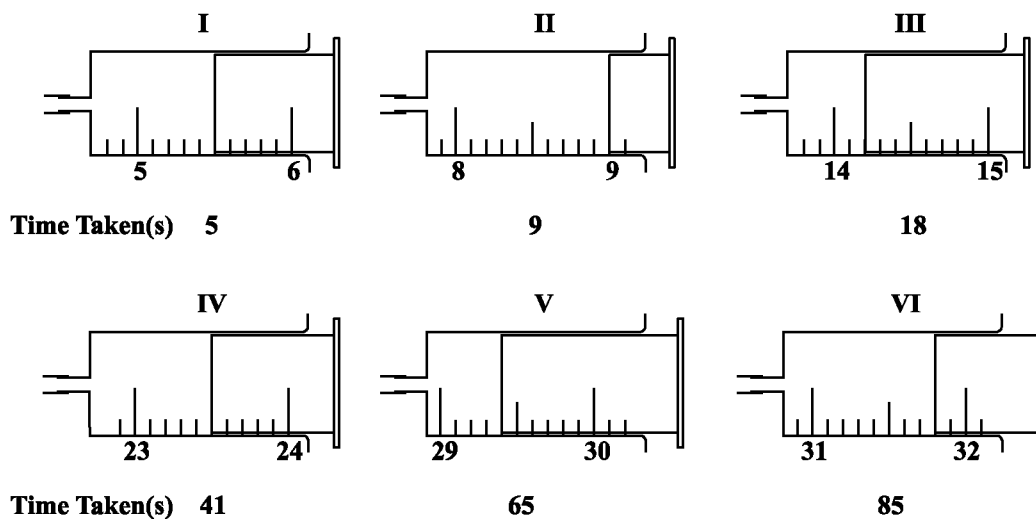 I II III
5 6 8 9 14 15
Time Taken(s) 5 9 18
IV V VI
23 24 29 30 31 32
Time Taken(s) 41 65 85